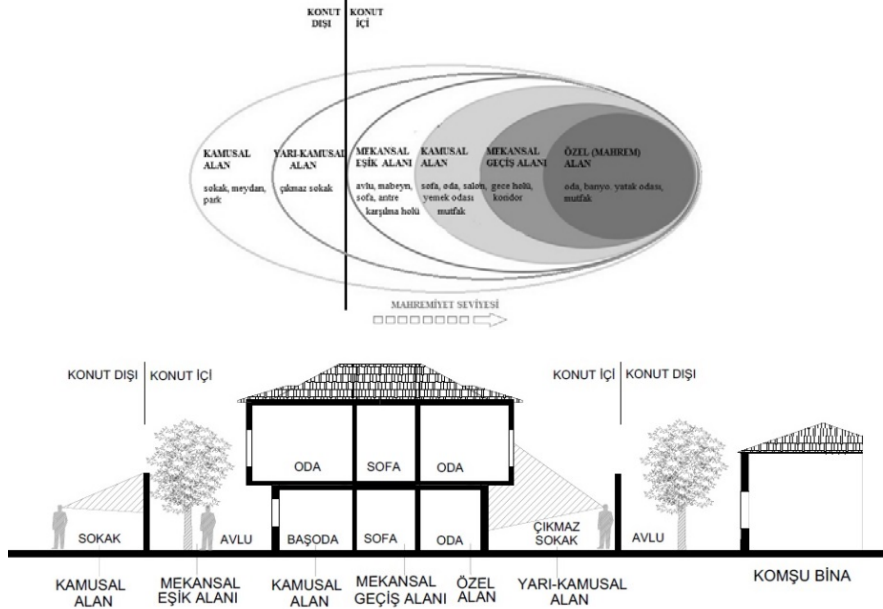 KONUT DIŞI
KONUT İÇİ
KAMUSAL
ALAN
sokak, meydan,
park
YARI-KAMUSAL
ALAN
çıkmaz sokak
MEKANSAL
EŞİK ALANI
avlu, mabeyn,
sofa, antre
karşılma holü
KAMUSAL
ALAN
sofa, oda, salon,
yemek odası
mutfak
MEKANSAL
GEÇİŞ ALANI
gece holü,
koridor
ÖZEL (MAHREM)
ALAN
oda, banyo, yatak odası,
mutfak
MAHREMİYET SEVİYESİ
KONUT DIŞI
KONUT İÇİ
KONUT İÇİ
KONUT DIŞI
ODA
SOFA
ODA
SOKAK
AVLU
BAŞODA
SOFA
ODA
ÇIKMAZ
SOKAK
AVLU
KAMUSAL
ALAN
MEKANSAL
EŞİK ALANI
KAMUSAL
ALAN
MEKANSAL
GEÇİŞ ALANI
ÖZEL
ALAN
YARI-KAMUSAL
ALAN
KOMŞU BİNA